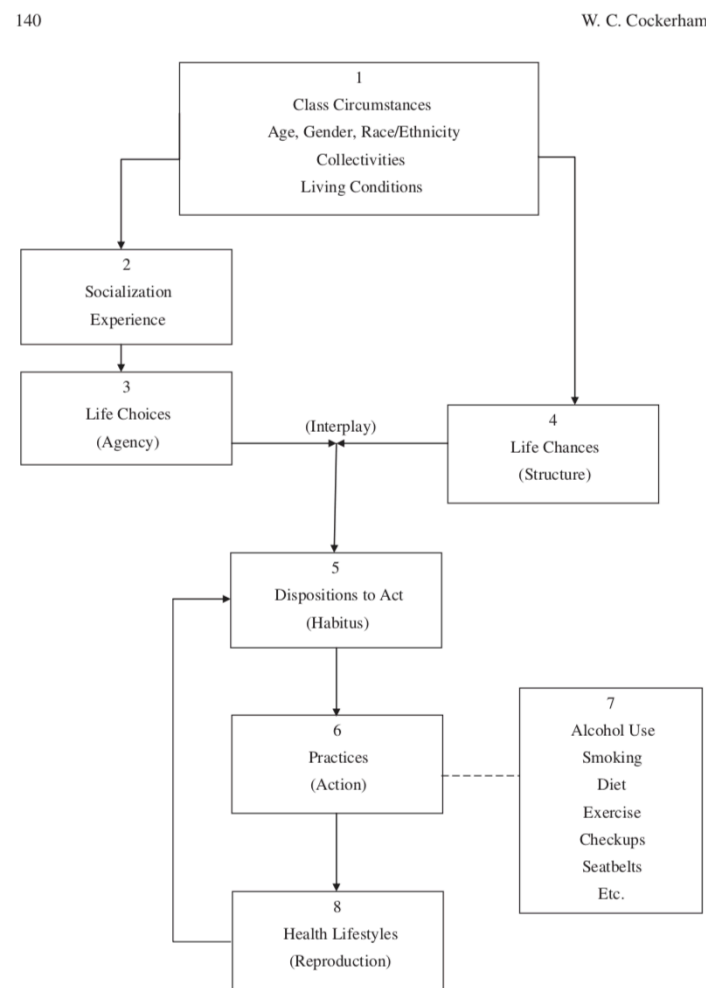 140
W. C. Cockerham
1
Class Circumstances
Age, Gender, Race/Ethnicity
Collectivities
Living Conditions
2
Socialization
Experience
3
Life Choices
(Agency)
(Interplay)
4
Life Chances
(Structure)
5
Dispositions to Act
(Habitus)
6
Practices
(Action)
7
Alcohol Use
Smoking
Diet
Exercise
Checkups
Seatbelts
Etc.
8
Health Lifestyles
(Reproduction)